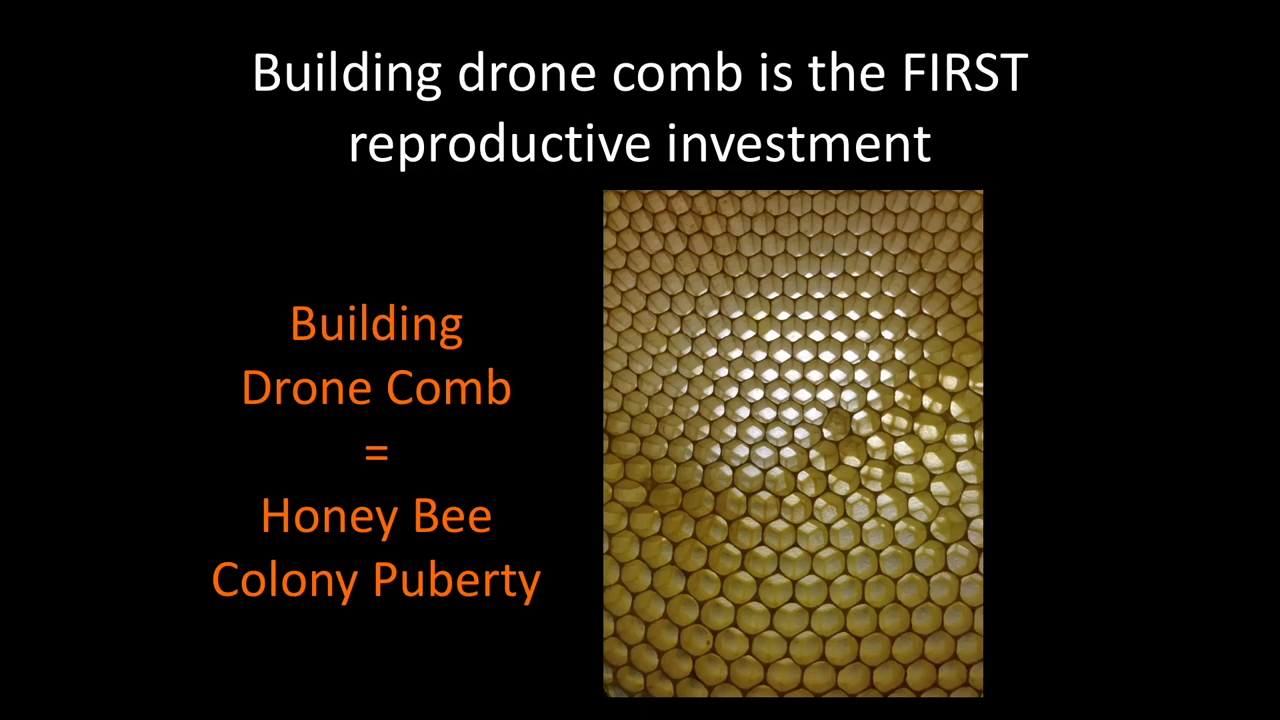 Building drone comb is the FIRST
reproductive investment
Building
Drone Comb
=
Honey Bee
Colony Puberty